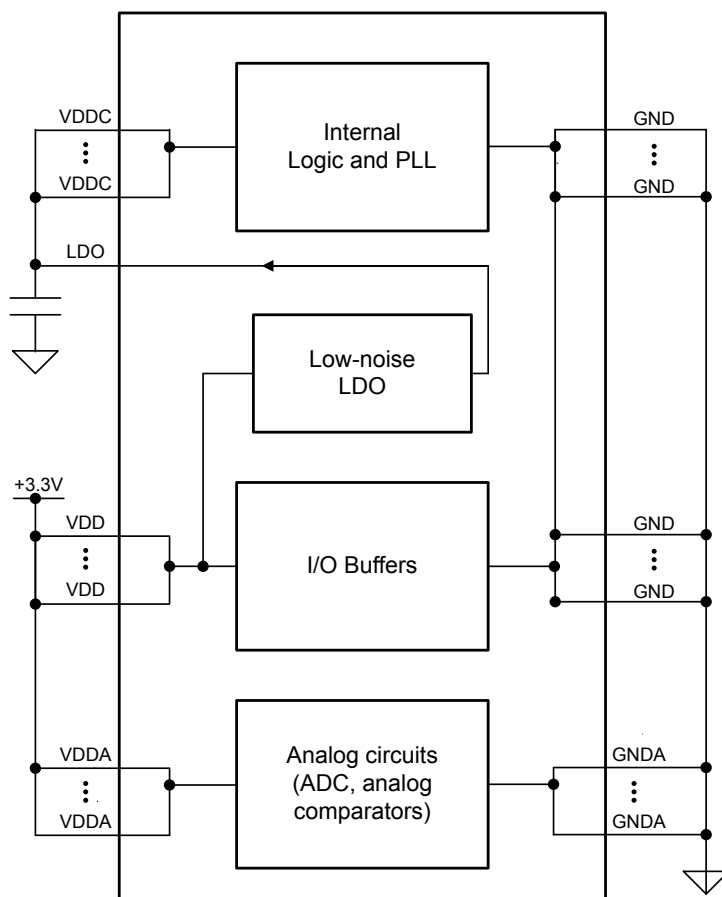 VDDC
VDDC
Internal
Logic and PLL
GND
GND
LDO
Low-noise
LDO
+3.3V
VDD
VDD
I/O Buffers
GND
GND
VDDA
VDDA
Analog circuits
(ADC, analog
comparators)
GNDA
GNDA